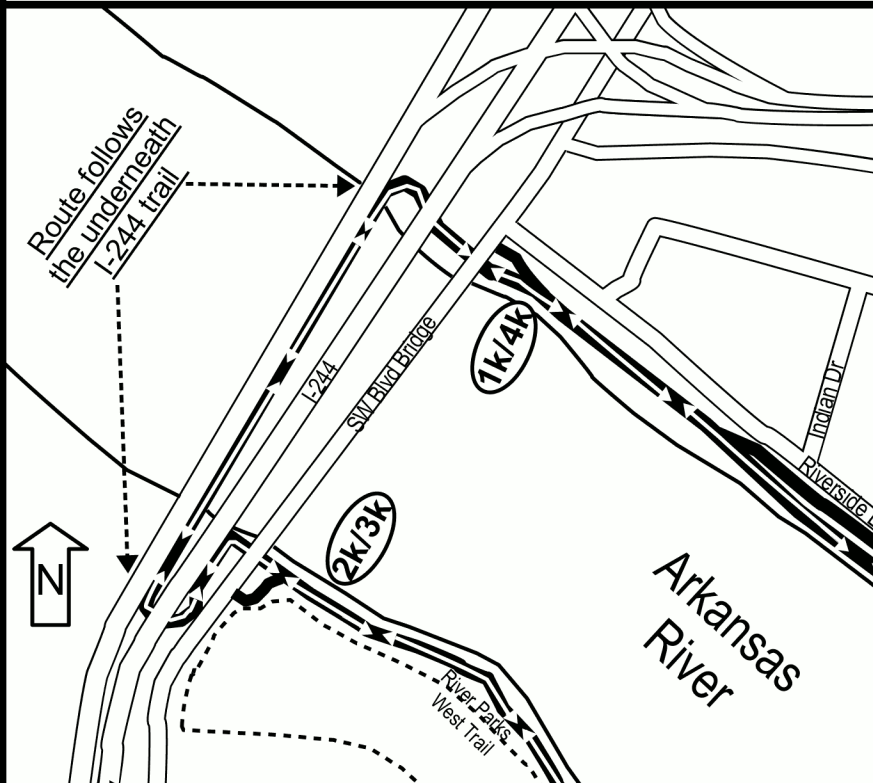 Route follows
the underneath
I-244 trail
1k/4k
I-244
SW Blvd Bridge
Indian Dr
Riverside
2k/3k
N
Arkansas
River
River Parks
West Trail